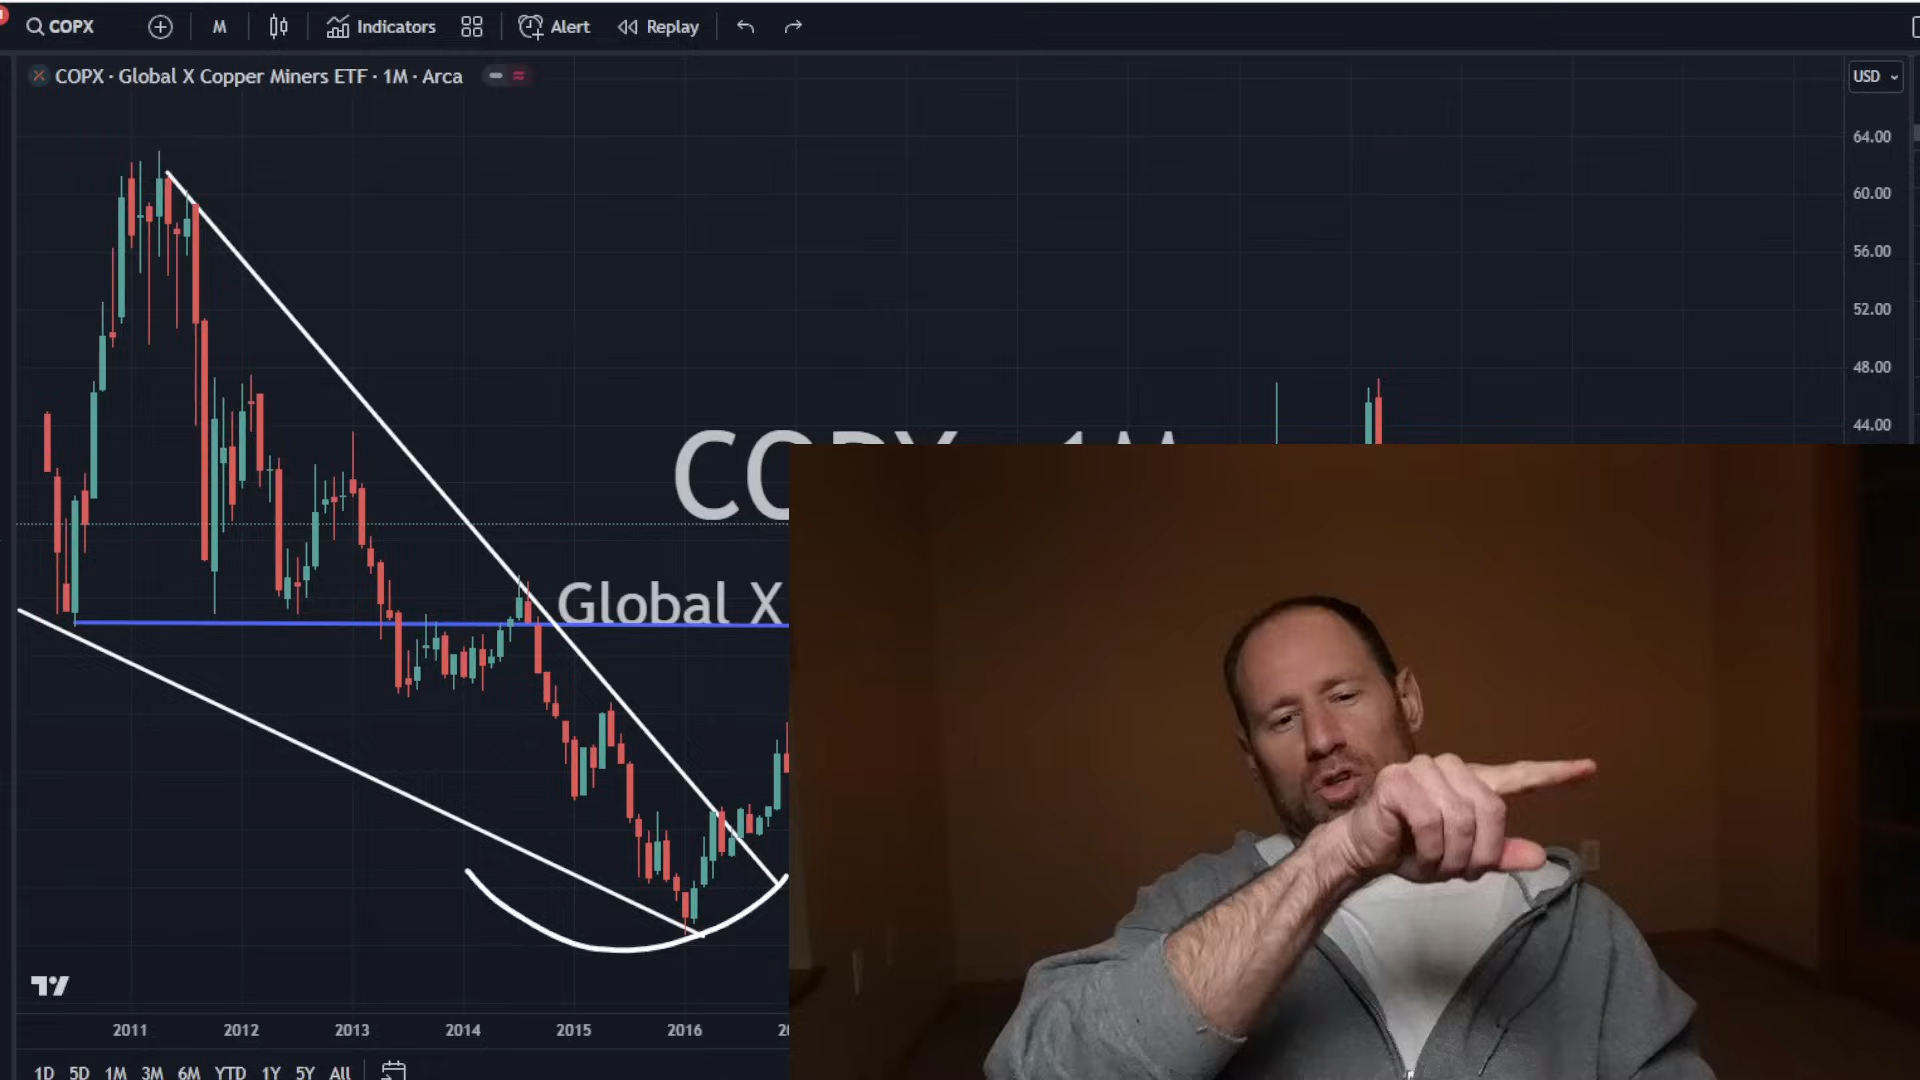 COPX M Indicators Alert Replay
COPX · Global X Copper Miners ETF · 1M · Arca
USD
64.00
60.00
56.00
52.00
48.00
44.00
Global X
2011 2012 2013 2014 2015 2016
1D 5D 1M 3M 6M YTD 1Y 5Y All